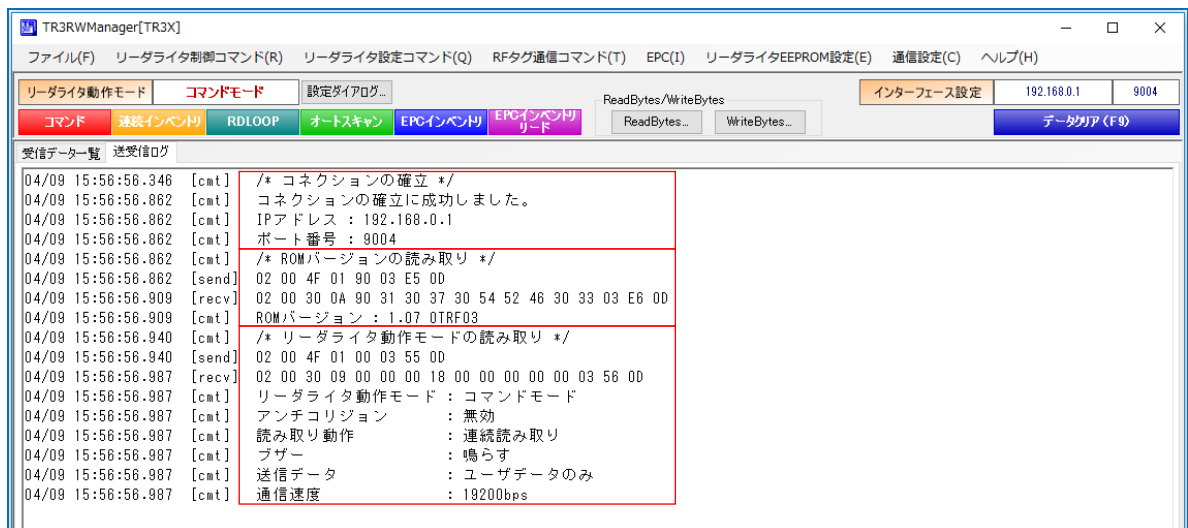 TR3RWManager[TR3X]
ファイル(F) リーダライタ制御コマンド(R) リーダライタ設定コマンド(Q) RFタグ通信コマンド(T) EPC(I) リーダライタEEPROM設定(E) 通信設定(C) ヘルプ(H)
リーダライタ動作モード コマンドモード 設定ダイアログ... ReadBytes/WriteBytes インターフェース設定 192.168.0.1 9004
コマンド 連続インベントリ RDLOOP オートスキャン EPCインベントリ EPCインベントリ
リード ReadBytes... WriteBytes... データクリア(F9)
受信データ一覧 送受信ログ
04/09 15:56:56.346 [cmt] /* コネクションの確立 */
04/09 15:56:56.862 [cmt] コネクションの確立に成功しました。
04/09 15:56:56.862 [cmt] IPアドレス : 192.168.0.1
04/09 15:56:56.862 [cmt] ポート番号 : 9004
04/09 15:56:56.862 [cmt] /* ROMバージョンの読み取り */
04/09 15:56:56.862 [send] 02 00 4F 01 90 03 E5 0D
04/09 15:56:56.909 [recv] 02 00 30 0A 90 31 30 37 30 54 52 46 30 33 03 E6 0D
04/09 15:56:56.909 [cmt] ROMバージョン : 1.07 0TRF03
04/09 15:56:56.940 [cmt] /* リーダライタ動作モードの読み取り */
04/09 15:56:56.940 [send] 02 00 4F 01 00 03 55 0D
04/09 15:56:56.987 [recv] 02 00 30 09 00 00 00 18 00 00 00 00 00 03 56 0D
04/09 15:56:56.987 [cmt] リーダライタ動作モード : コマンドモード
04/09 15:56:56.987 [cmt] アンチコリジョン : 無効
04/09 15:56:56.987 [cmt] 読み取り動作 : 連続読み取り
04/09 15:56:56.987 [cmt] ブザー : 鳴らす
04/09 15:56:56.987 [cmt] 送信データ : ユーザデータのみ
04/09 15:56:56.987 [cmt] 通信速度 : 19200bps